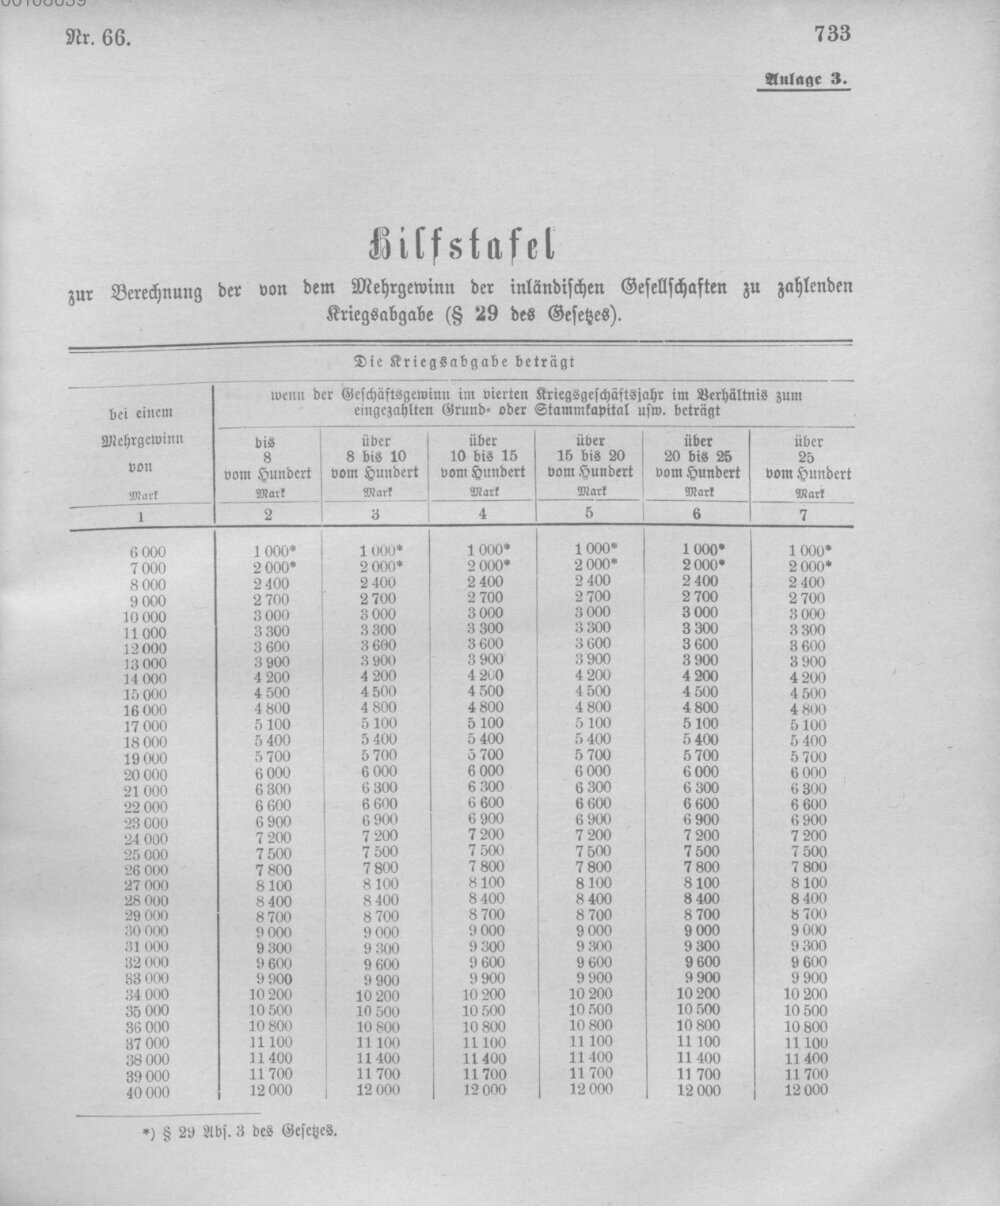 Nr. 66.
733
Anlage 3.
Hilfstafel
zur Berechnung der von dem Mehrgewinn der inländischen Gesellschaften zu zahlenden
Kriegsabgabe (§ 29 des Gesetzes).
Die Kriegsabgabe beträgt
bei einem
Mehrgewinn
von
Mark
wenn der Geschäftsgewinn im vierten Kriegsgeschäftsjahr im Verhältnis zum
eingezahlten Grund- oder Stammkapital usw. beträgt
bis
8
vom Hundert
Mark
über
8 bis 10
vom Hundert
Mark
über
10 bis 15
vom Hundert
Mark
über
15 bis 20
vom Hundert
Mark
über
20 bis 25
vom Hundert
Mark
über
25
vom Hundert
Mark
1 2 3 4 5 6 7
6 000 1 000* 1 000* 1 000* 1 000* 1 000* 1 000*
7 000 2 000* 2 000* 2 000* 2 000* 2 000* 2 000*
8 000 2 400 2 400 2 400 2 400 2 400 2 400
9 000 2 700 2 700 2 700 2 700 2 700 2 700
10 000 3 000 3 000 3 000 3 000 3 000 3 000
11 000 3 300 3 300 3 300 3 300 3 300 3 300
12 000 3 600 3 600 3 600 3 600 3 600 3 600
13 000 3 900 3 900 3 900 3 900 3 900 3 900
14 000 4 200 4 200 4 200 4 200 4 200 4 200
15 000 4 500 4 500 4 500 4 500 4 500 4 500
16 000 4 800 4 800 4 800 4 800 4 800 4 800
17 000 5 100 5 100 5 100 5 100 5 100 5 100
18 000 5 400 5 400 5 400 5 400 5 400 5 400
19 000 5 700 5 700 5 700 5 700 5 700 5 700
20 000 6 000 6 000 6 000 6 000 6 000 6 000
21 000 6 300 6 300 6 300 6 300 6 300 6 300
22 000 6 600 6 600 6 600 6 600 6 600 6 600
23 000 6 900 6 900 6 900 6 900 6 900 6 900
24 000 7 200 7 200 7 200 7 200 7 200 7 200
25 000 7 500 7 500 7 500 7 500 7 500 7 500
26 000 7 800 7 800 7 800 7 800 7 800 7 800
27 000 8 100 8 100 8 100 8 100 8 100 8 100
28 000 8 400 8 400 8 400 8 400 8 400 8 400
29 000 8 700 8 700 8 700 8 700 8 700 8 700
30 000 9 000 9 000 9 000 9 000 9 000 9 000
31 000 9 300 9 300 9 300 9 300 9 300 9 300
32 000 9 600 9 600 9 600 9 600 9 600 9 600
33 000 9 900 9 900 9 900 9 900 9 900 9 900
34 000 10 200 10 200 10 200 10 200 10 200 10 200
35 000 10 500 10 500 10 500 10 500 10 500 10 500
36 000 10 800 10 800 10 800 10 800 10 800 10 800
37 000 11 100 11 100 11 100 11 100 11 100 11 100
38 000 11 400 11 400 11 400 11 400 11 400 11 400
39 000 11 700 11 700 11 700 11 700 11 700 11 700
40 000 12 000 12 000 12 000 12 000 12 000 12 000
*) § 29 Abs. 3 des Gesetzes.